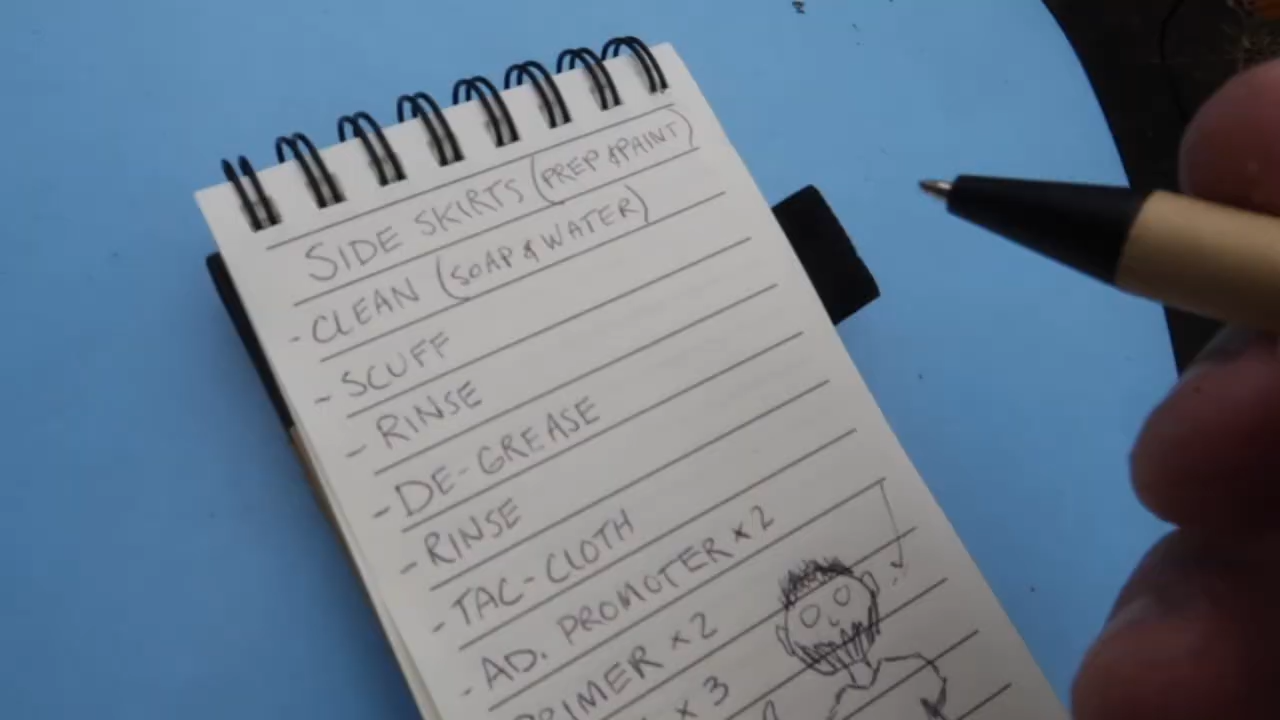 SIDE SKIRTS (PREP & PAINT)
- CLEAN (SOAP & WATER)
- SCUFF
- RINSE
- DE-GREASE
- RINSE
- TAC-CLOTH
- AD. PROMOTER x 2
PRIMER x 2
x 3